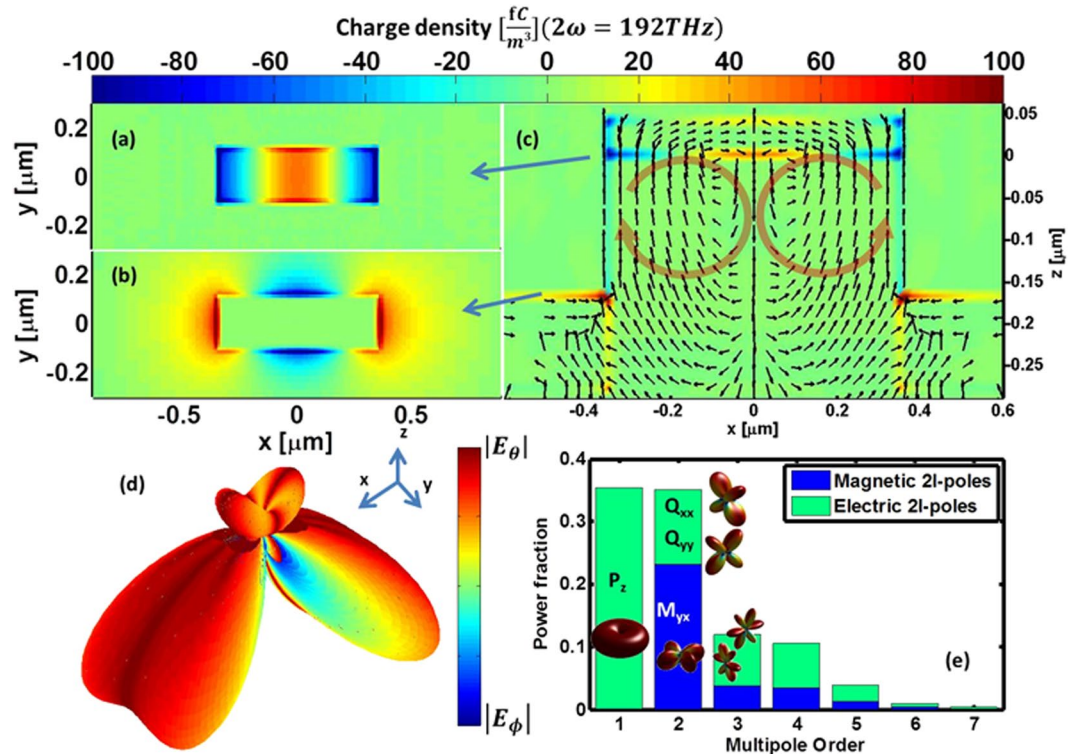 Charge density [fC/m³](2ω = 192THz)
-100 -80 -60 -40 -20 0 20 40 60 80 100
(a)
0.2
0
-0.2
y [μm]
(b)
0.2
0
-0.2
y [μm]
-0.5 0 0.5
x [μm]
(c)
0.05
0
-0.05
-0.1
-0.15
-0.2
-0.25
z [μm]
-0.4 -0.2 0 0.2 0.4 0.6
x [μm]
(d)
z
x
y
|E_θ|
|E_ϕ|
0.4
0.3
0.2
0.1
0
Power fraction
Magnetic 2l-poles
Electric 2l-poles
Q_xx
Q_yy
P_z
M_yx
(e)
1 2 3 4 5 6 7
Multipole Order